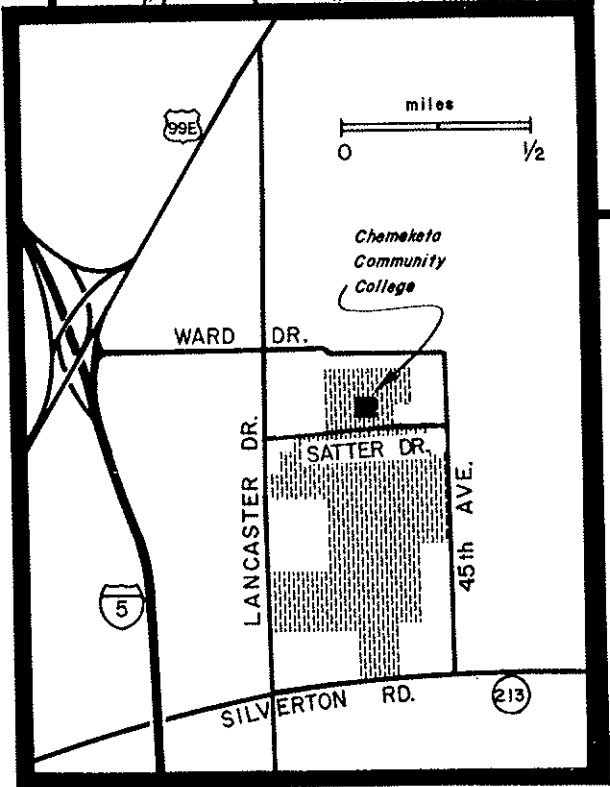 99E
miles
0 1/2
Chemeketa
Community
College
WARD DR.
LANCASTER DR.
SATTER DR.
45th AVE.
5
SILVERTON RD.
213